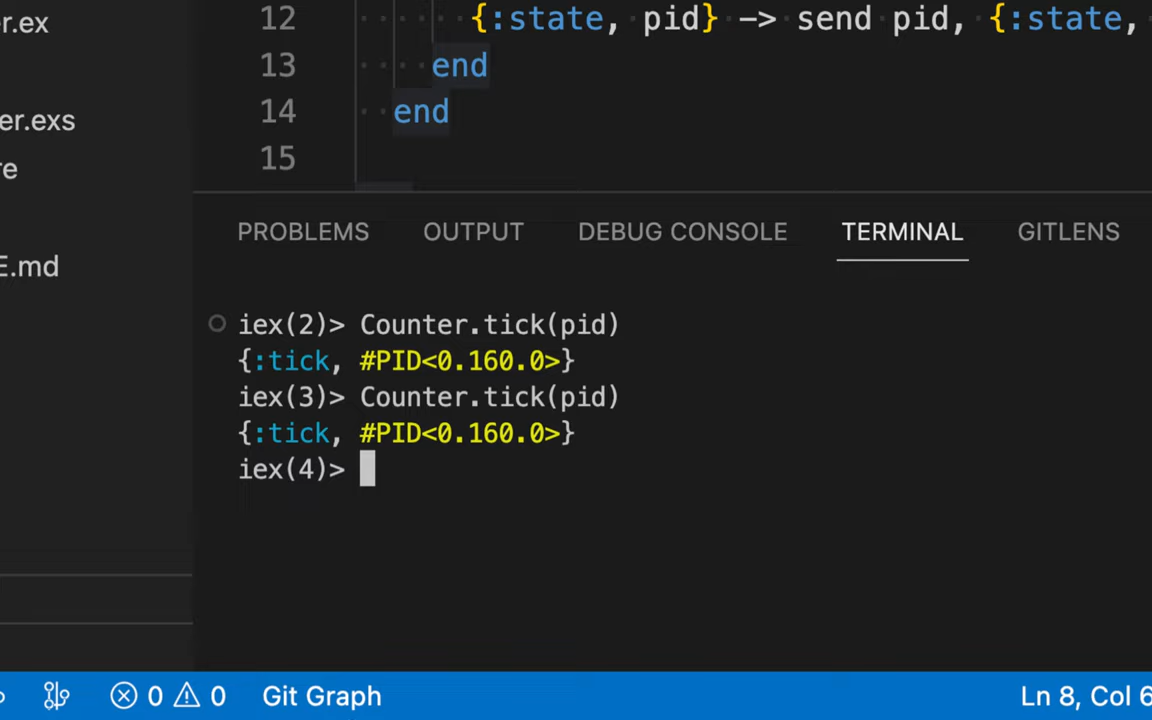 er.ex
er.exs
re
E.md
12 {:state, pid} -> send pid, {:state,
13 end
14 end
15
PROBLEMS OUTPUT DEBUG CONSOLE TERMINAL GITLENS
iex(2)> Counter.tick(pid)
{:tick, #PID<0.160.0>}
iex(3)> Counter.tick(pid)
{:tick, #PID<0.160.0>}
iex(4)>
0 0 Git Graph Ln 8, Col 6